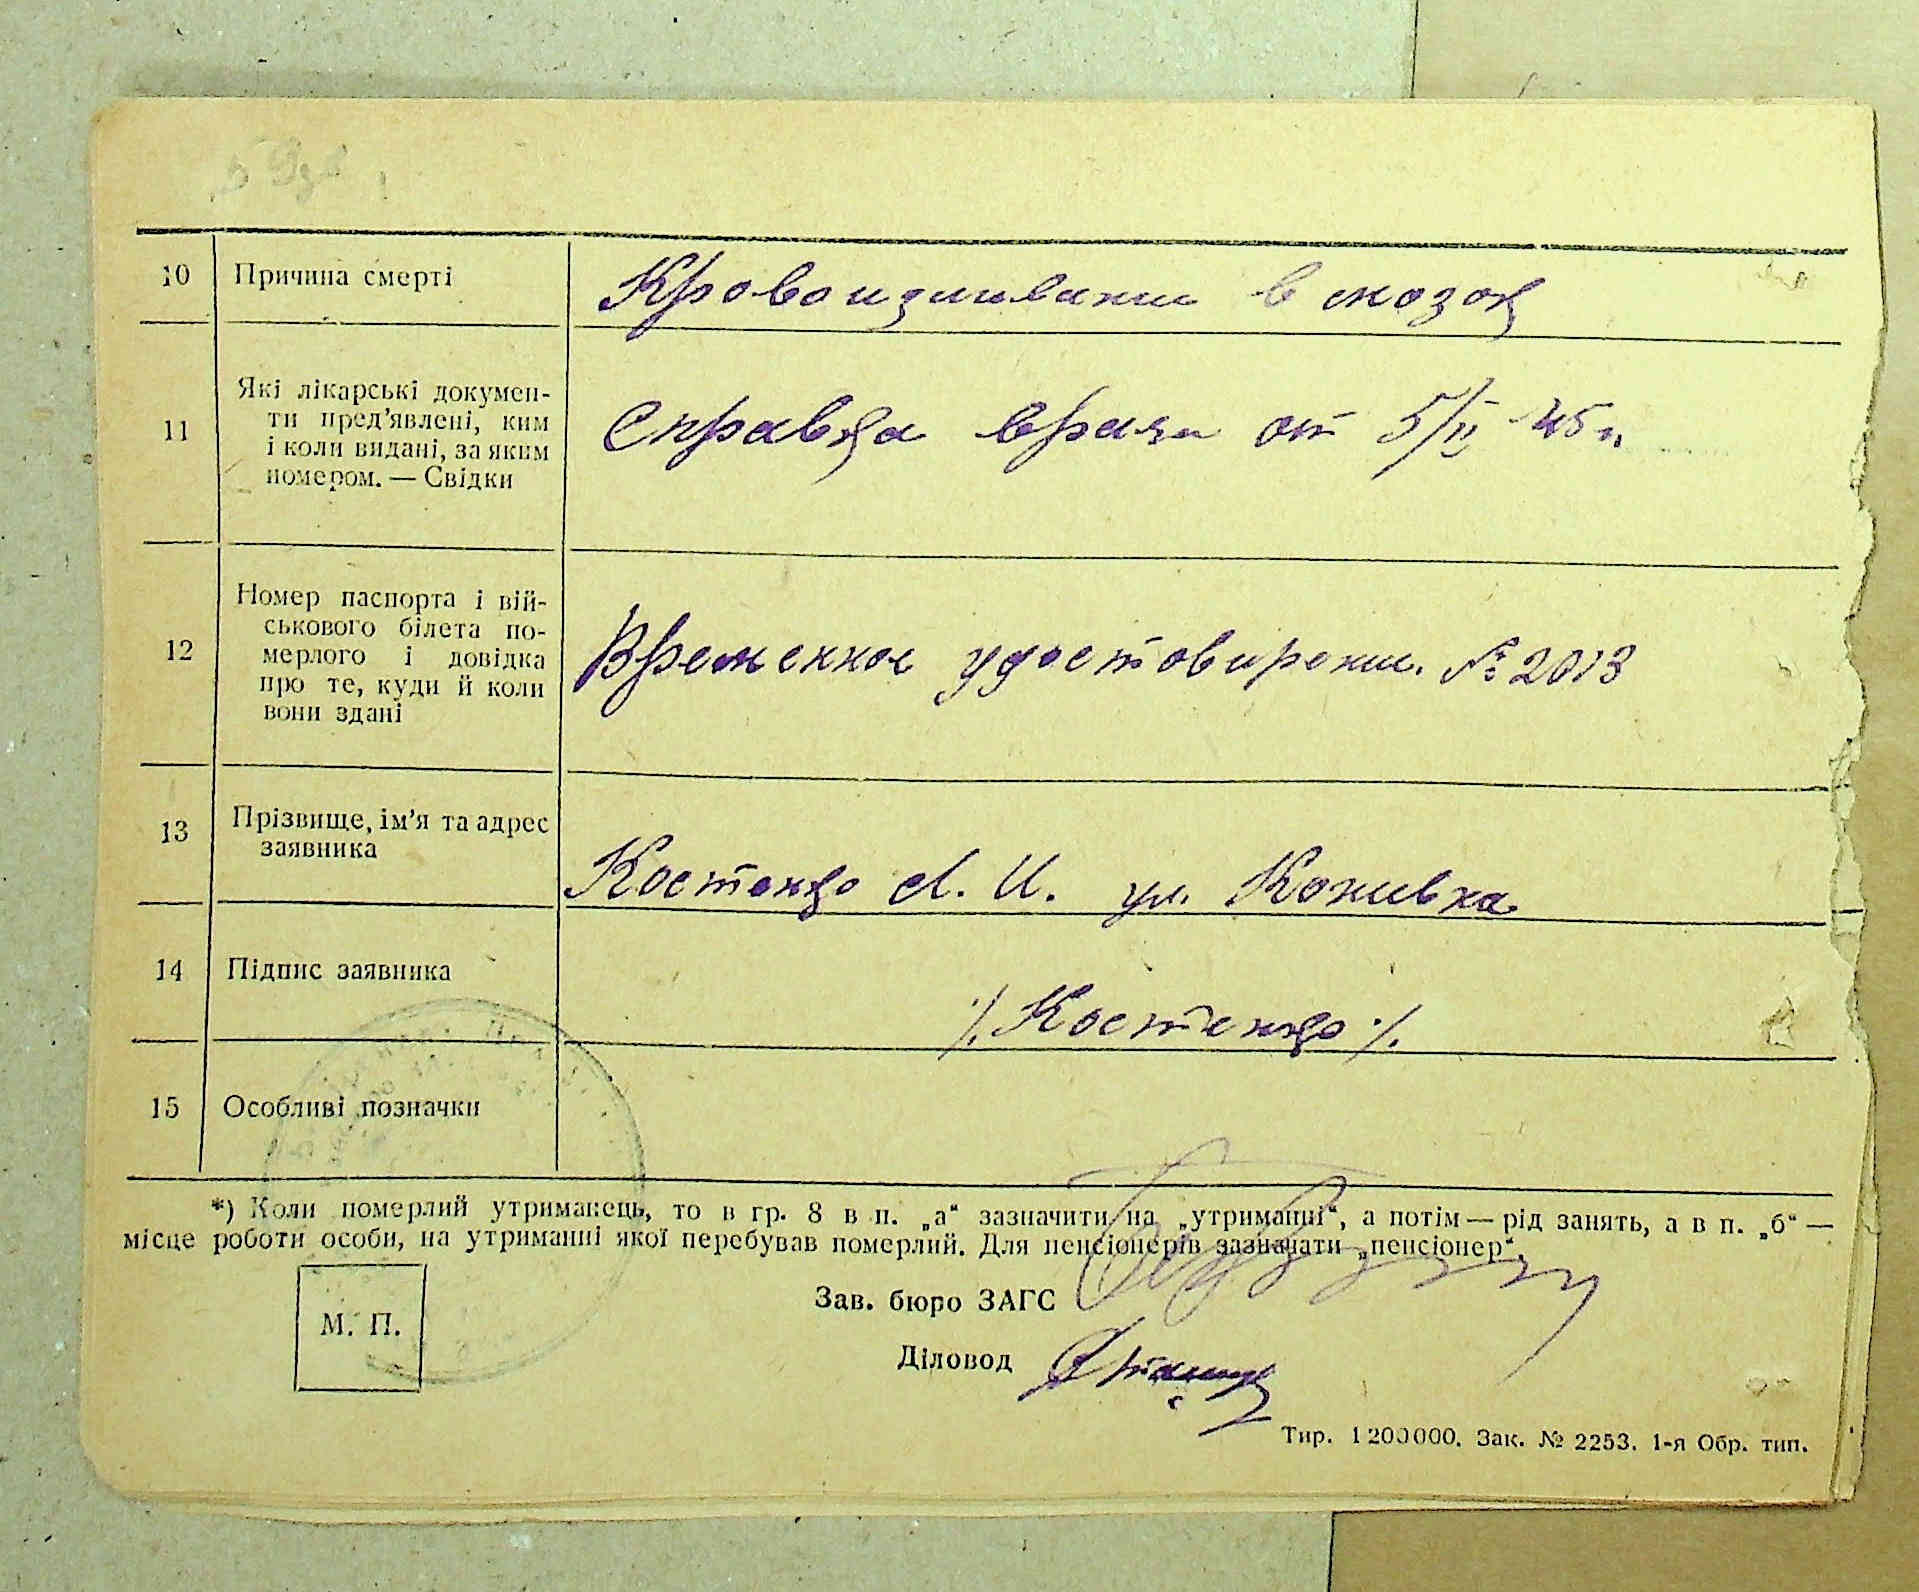 10 Причина смерті Кровоизливание в мозок
11 Які лікарські докумен-
ти пред'явлені, ким
і коли видані, за яким
номером. — Свідки
Справка врача от 5/II 45 г.
12 Номер паспорта і вій-
ськового білета по-
мерлого і довідка
про те, куди й коли
вони здані
Временное удостовирение. № 2013
13 Прізвище, ім'я та адрес
заявника
Костенко А. И. ул.
14 Підпис заявника
/. Костенко ./.
15 Особливі позначки
*) Коли померлий утриманець, то в гр. 8 в п. „а“ зазначити на „утриманні“, а потім — рід занять, а в п. „б“ —
місце роботи особи, на утриманні якої перебував померлий. Для пенсіонерів зазначати „пенсіонер“.
Зав. бюро ЗАГС
М. П.
Діловод
Тир. 1200000. Зак. № 2253. 1-я Обр. тип.